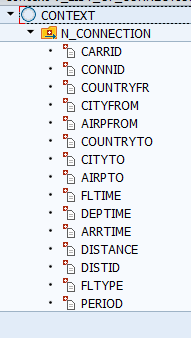 CONTEXT
N_CONNECTION
CARRID
CONNID
COUNTRYFR
CITYFROM
AIRPFROM
COUNTRYTO
CITYTO
AIRPTO
FLTIME
DEPTIME
ARRTIME
DISTANCE
DISTID
FLTYPE
PERIOD